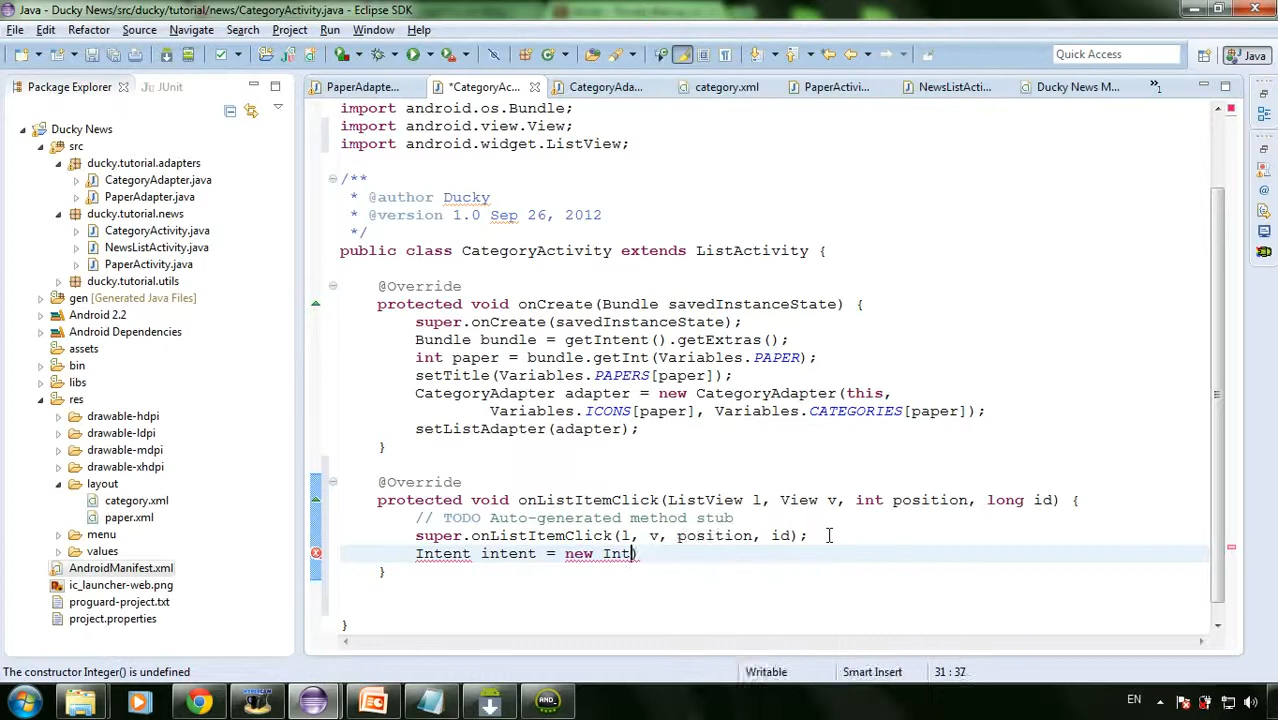 Java - Ducky News/src/ducky/tutorial/news/CategoryActivity.java - Eclipse SDK
File Edit Refactor Source Navigate Search Project Run Window Help
Quick Access Java
Package Explorer JUnit
PaperAdapte... *CategoryAc... CategoryAda... category.xml PaperActivi... NewsListActi... Ducky News M... »1
Ducky News
src
ducky.tutorial.adapters
CategoryAdapter.java
PaperAdapter.java
ducky.tutorial.news
CategoryActivity.java
NewsListActivity.java
PaperActivity.java
ducky.tutorial.utils
gen [Generated Java Files]
Android 2.2
Android Dependencies
assets
bin
libs
res
drawable-hdpi
drawable-ldpi
drawable-mdpi
drawable-xhdpi
layout
category.xml
paper.xml
menu
values
AndroidManifest.xml
ic_launcher-web.png
proguard-project.txt
project.properties
import android.os.Bundle;
import android.view.View;
import android.widget.ListView;
/**
* @author Ducky
* @version 1.0 Sep 26, 2012
*/
public class CategoryActivity extends ListActivity {
@Override
protected void onCreate(Bundle savedInstanceState) {
super.onCreate(savedInstanceState);
Bundle bundle = getIntent().getExtras();
int paper = bundle.getInt(Variables.PAPER);
setTitle(Variables.PAPERS[paper]);
CategoryAdapter adapter = new CategoryAdapter(this,
Variables.ICONS[paper], Variables.CATEGORIES[paper]);
setListAdapter(adapter);
}
@Override
protected void onListItemClick(ListView l, View v, int position, long id) {
// TODO Auto-generated method stub
super.onListItemClick(l, v, position, id);
Intent intent = new Int)
}
}
The constructor Integer() is undefined Writable Smart Insert 31 : 37
AND_ EN